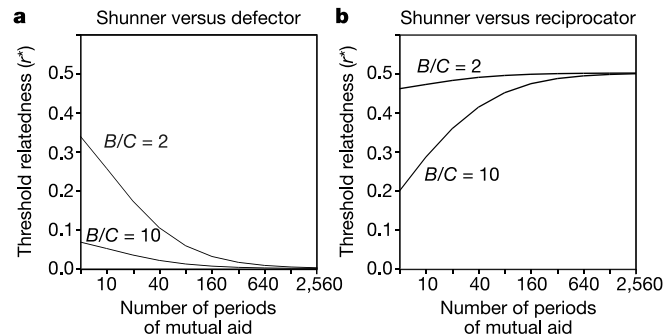 a Shunner versus defector
Threshold relatedness (r*)
0.5
0.4
0.3
0.2
0.1
0.0
B/C = 2
B/C = 10
10 40 160 640 2,560
Number of periods
of mutual aid
b Shunner versus reciprocator
Threshold relatedness (r*)
0.5
0.4
0.3
0.2
0.1
0.0
B/C = 2
B/C = 10
10 40 160 640 2,560
Number of periods
of mutual aid